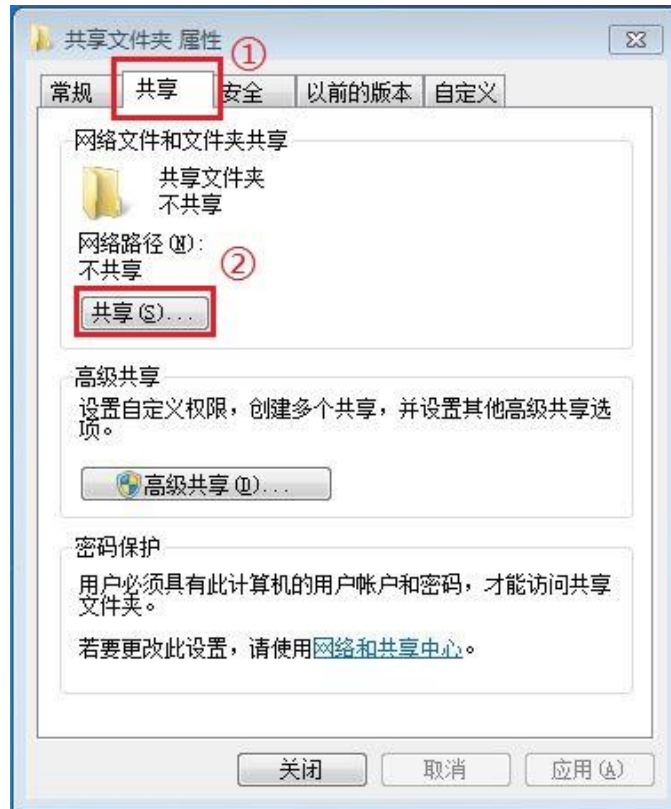 共享文件夹 属性
①
常规 共享 安全 以前的版本 自定义
网络文件和文件夹共享
共享文件夹
不共享
网络路径(N):
不共享
②
共享(S)...
高级共享
设置自定义权限，创建多个共享，并设置其他高级共享选
项。
高级共享(D)...
密码保护
用户必须具有此计算机的用户帐户和密码，才能访问共享
文件夹。
若要更改此设置，请使用网络和共享中心。
关闭 取消 应用(A)